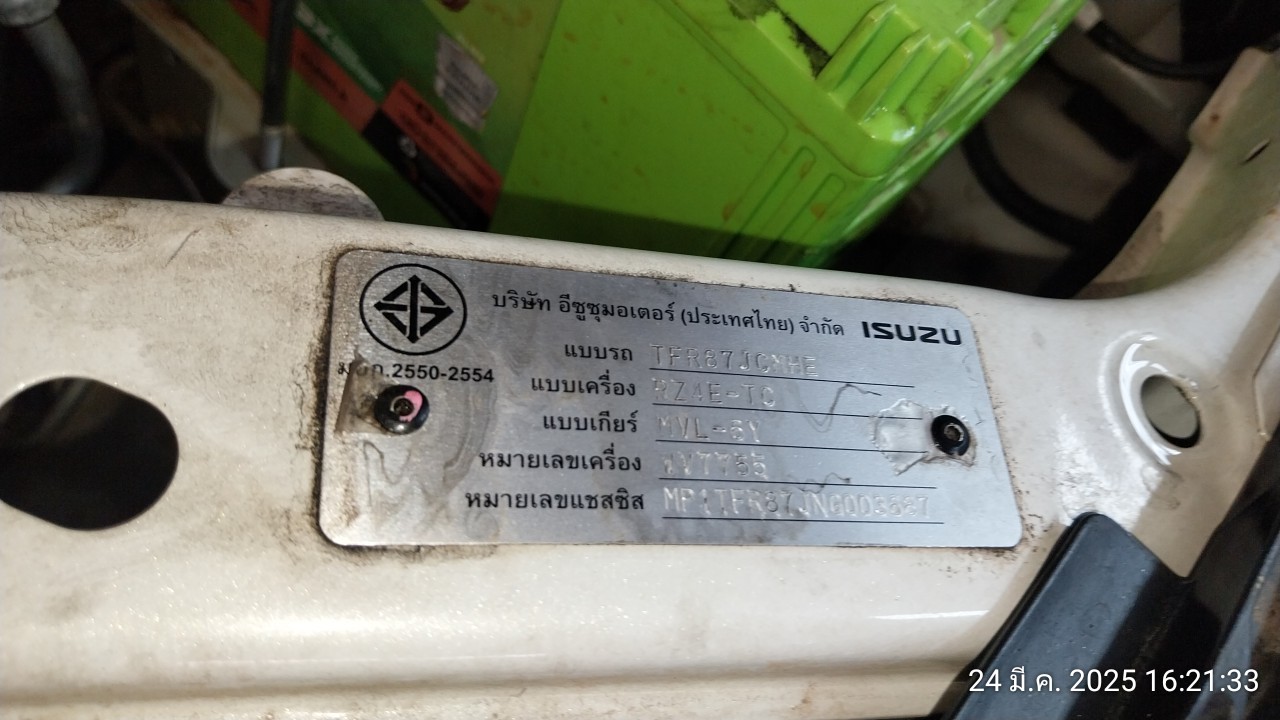 บริษัท อีซูซุมอเตอร์ (ประเทศไทย) จำกัด ISUZU
แบบรถ TFR87JCMHE
มอก.2550-2554
แบบเครื่อง RZ4E-TC
แบบเกียร์ MVL-6Y
หมายเลขเครื่อง
หมายเลขแชสซิส
24 มี.ค. 2025 16:21:33